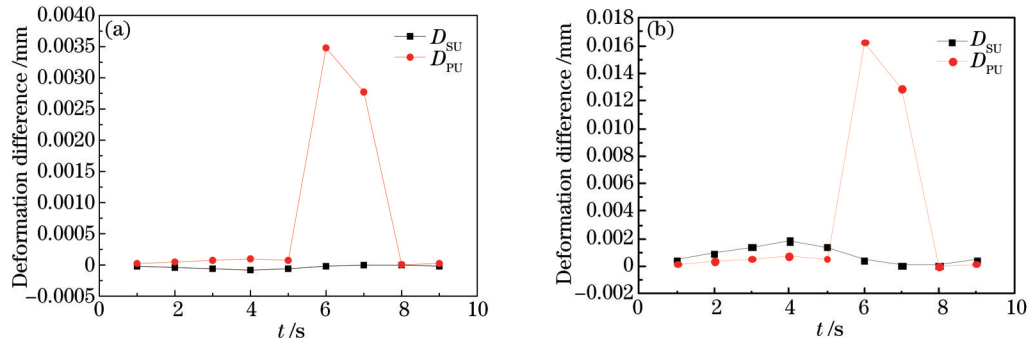 (a)
D_SU
D_PU
Deformation difference /mm
0.0040
0.0035
0.0030
0.0025
0.0020
0.0015
0.0010
0.0005
0
−0.0005
0 2 4 6 8 10
t /s
(b)
D_SU
D_PU
Deformation difference /mm
0.018
0.016
0.014
0.012
0.010
0.008
0.006
0.004
0.002
0
−0.002
0 2 4 6 8 10
t /s